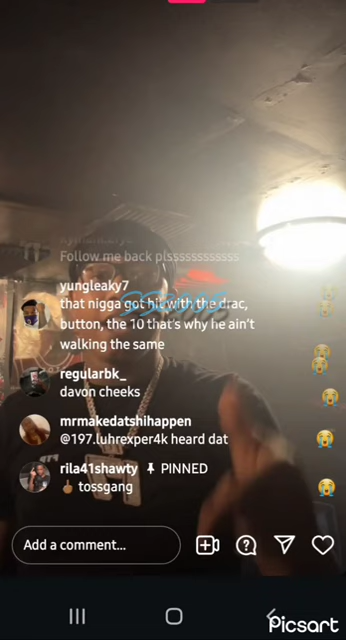 Follow me back plsssssssssssss
yungleaky7
that nigga got hit with the drac,
button, the 10 that's why he ain't
walking the same
regularbk_
davon cheeks
mrmakedatshihappen
@197.luhrexper4k heard dat
rila41shawty PINNED
🖕🏾 tossgang
Add a comment...
Picsart